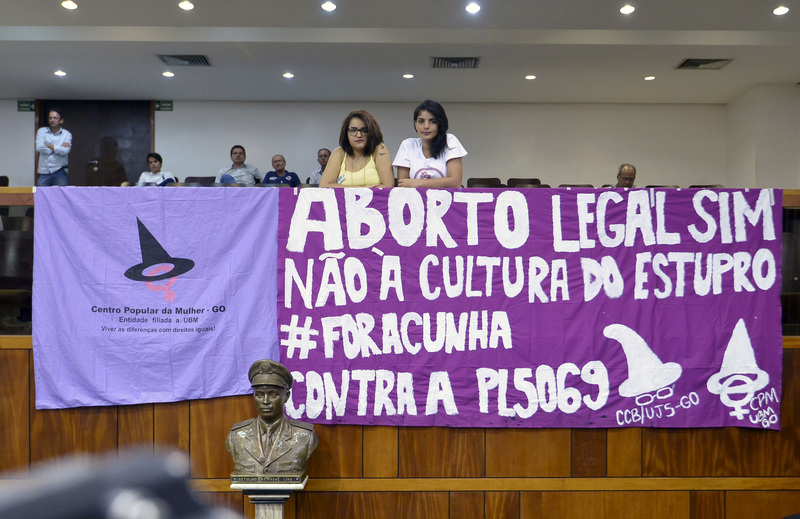 Centro Popular da Mulher - GO
Entidade filiada a UBM
Viver as diferenças com direitos iguais!
ABORTO LEGAL SIM
NÃO À CULTURA DO ESTUPRO
#FORACUNHA
CONTRA A PL5069
CCB/UJS-GO
CPM
UBM
GO